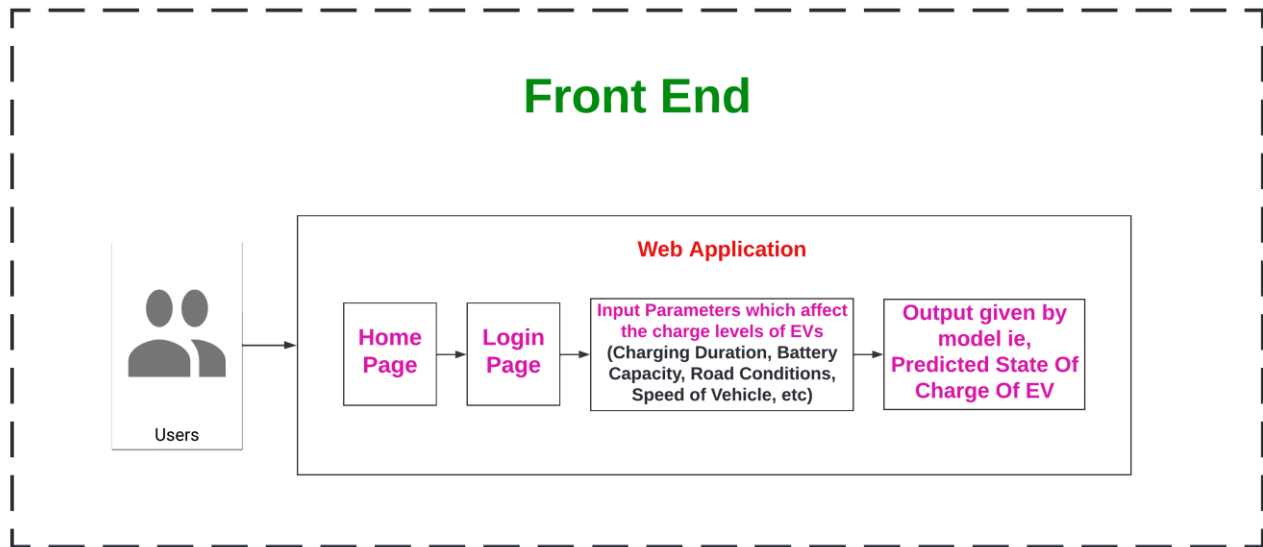 Front End
Web Application
Users
Home
Page
Login
Page
Input Parameters which affect
the charge levels of EVs
(Charging Duration, Battery
Capacity, Road Conditions,
Speed of Vehicle, etc)
Output given by
model ie,
Predicted State Of
Charge Of EV